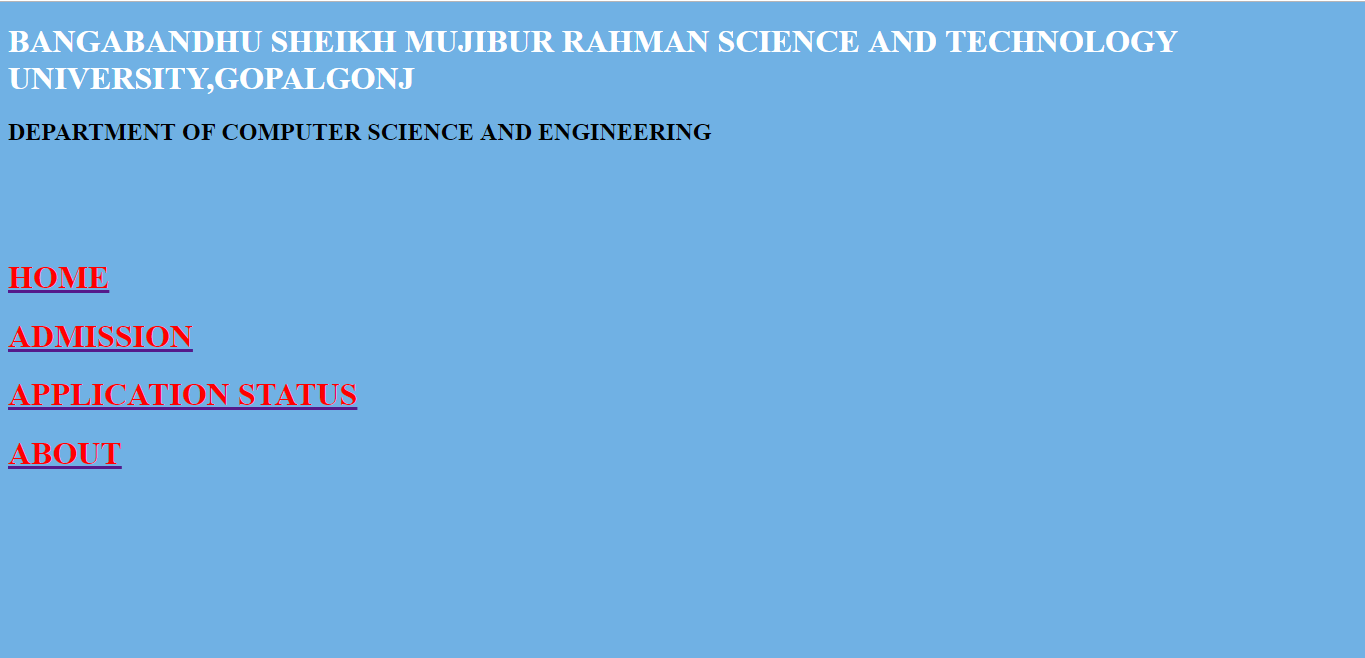 BANGABANDHU SHEIKH MUJIBUR RAHMAN SCIENCE AND TECHNOLOGY
UNIVERSITY,GOPALGONJ
DEPARTMENT OF COMPUTER SCIENCE AND ENGINEERING
HOME
ADMISSION
APPLICATION STATUS
ABOUT